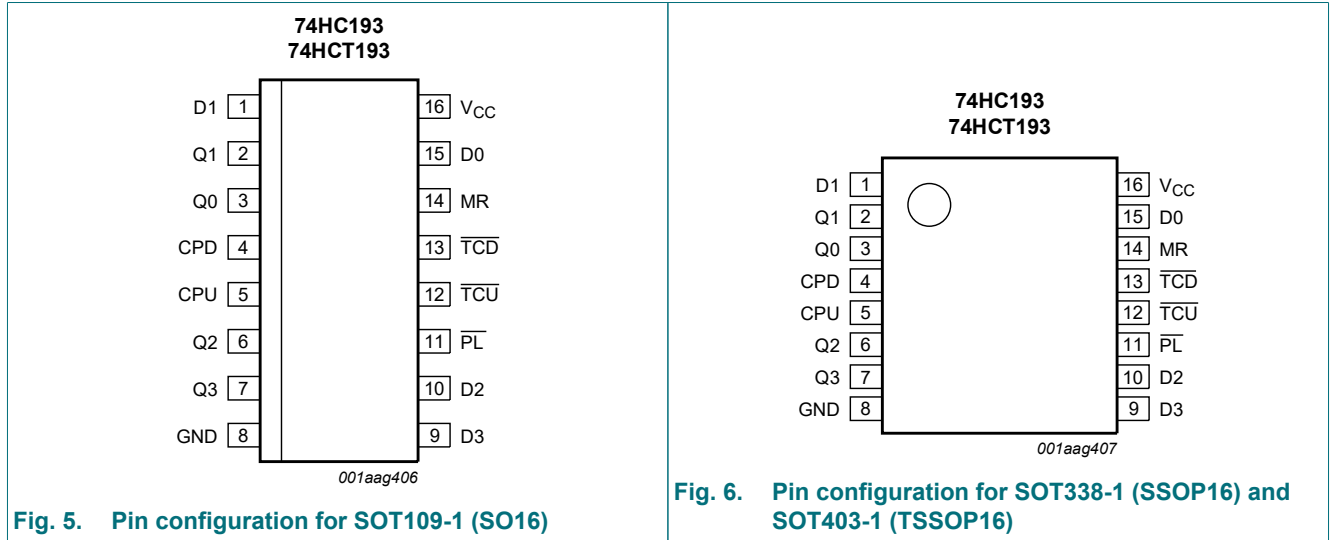 74HC193
74HCT193
D1 1 16 VCC
Q1 2 15 D0
Q0 3 14 MR
CPD 4 13 TCD
CPU 5 12 TCU
Q2 6 11 PL
Q3 7 10 D2
GND 8 9 D3
001aag406
Fig. 5. Pin configuration for SOT109-1 (SO16)
74HC193
74HCT193
D1 1 16 VCC
Q1 2 15 D0
Q0 3 14 MR
CPD 4 13 TCD
CPU 5 12 TCU
Q2 6 11 PL
Q3 7 10 D2
GND 8 9 D3
001aag407
Fig. 6. Pin configuration for SOT338-1 (SSOP16) and
SOT403-1 (TSSOP16)